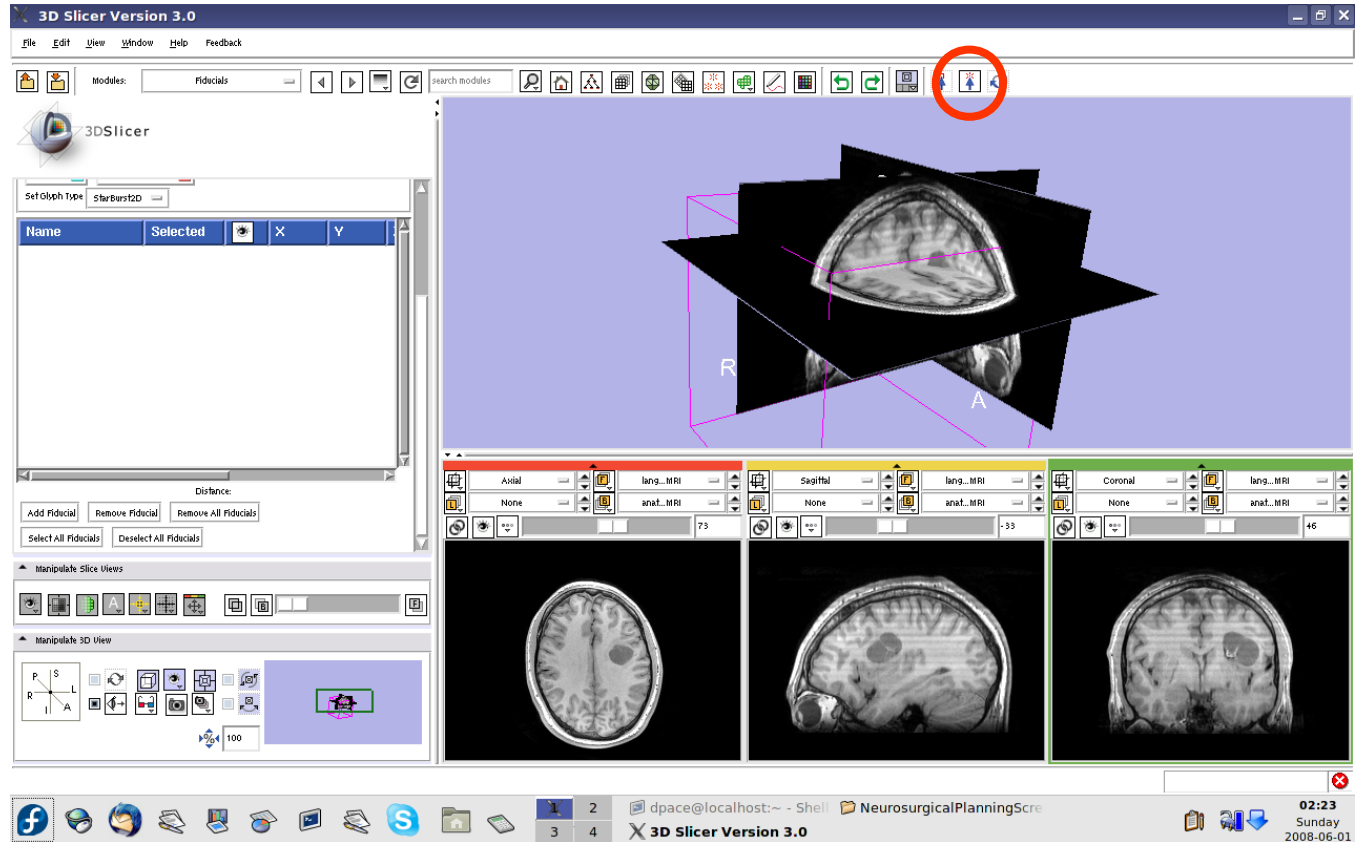 3D Slicer Version 3.0
File Edit View Window Help Feedback
Modules: Fiducials search modules
3DSlicer
Set Glyph Type StarBurst2D
Name Selected X Y
Distance:
Add Fiducial Remove Fiducial Remove All Fiducials
Select All Fiducials Deselect All Fiducials
Manipulate Slice Views
Manipulate 3D View
P S
R L
I A
% 100
R
A
Axial F lang...MRI
L None B anat...MRI
73
Sagittal F lang...MRI
L None B anat...MRI
-33
Coronal F lang...MRI
L None B anat...MRI
46
1 2
3 4
dpace@localhost:~ - Shell
NeurosurgicalPlanningScre
3D Slicer Version 3.0
02:23
Sunday
2008-06-01